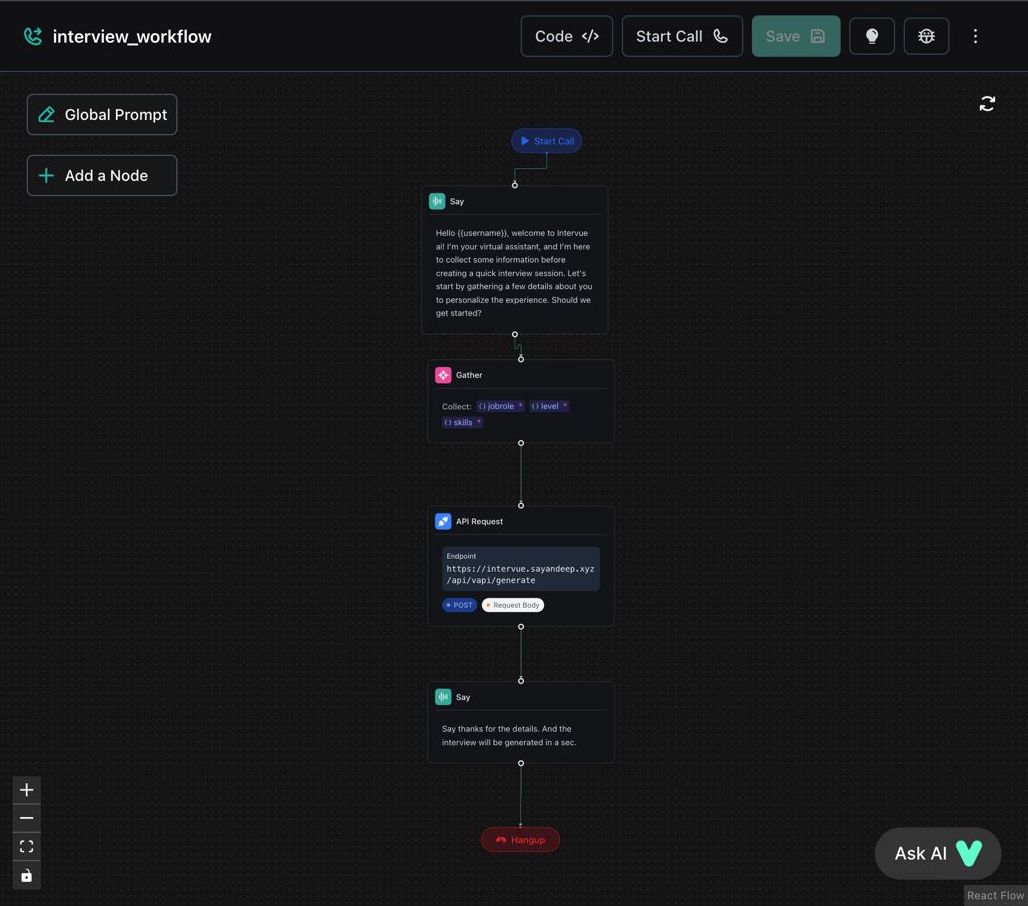 interview_workflow
Code </>
Start Call
Save
Global Prompt
Add a Node
Start Call
Say
Hello {{username}}, welcome to Intervue
ai! I'm your virtual assistant, and I'm here
to collect some information before
creating a quick interview session. Let's
start by gathering a few details about you
to personalize the experience. Should we
get started?
Gather
Collect: {} jobrole * {} level *
{} skills *
API Request
Endpoint
https://intervue.sayandeep.xyz
/api/vapi/generate
POST Request Body
Say
Say thanks for the details. And the
interview will be generated in a sec.
Hangup
Ask AI
React Flow